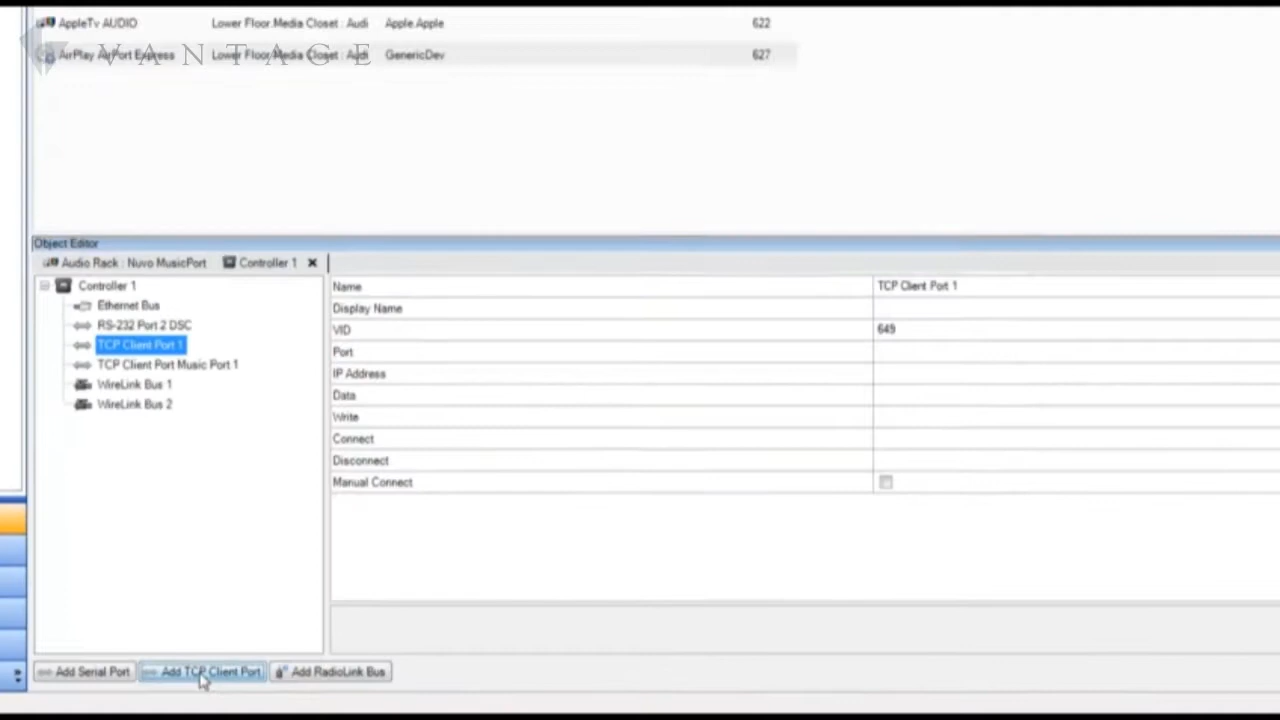 AppleTv AUDIO Lower Floor.Media Closet : Audi Apple.Apple 622
AirPlay AirPort Express Lower Floor.Media Closet : Audi GenericDev 627
VANTAGE
Object Editor
Audio Rack : Nuvo MusicPort Controller 1
Controller 1
Ethernet Bus
RS-232 Port 2 DSC
TCP Client Port 1
TCP Client Port Music Port 1
WireLink Bus 1
WireLink Bus 2
Name TCP Client Port 1
Display Name
VID 649
Port
IP Address
Data
Write
Connect
Disconnect
Manual Connect
Add Serial Port Add TCP Client Port Add RadioLink Bus